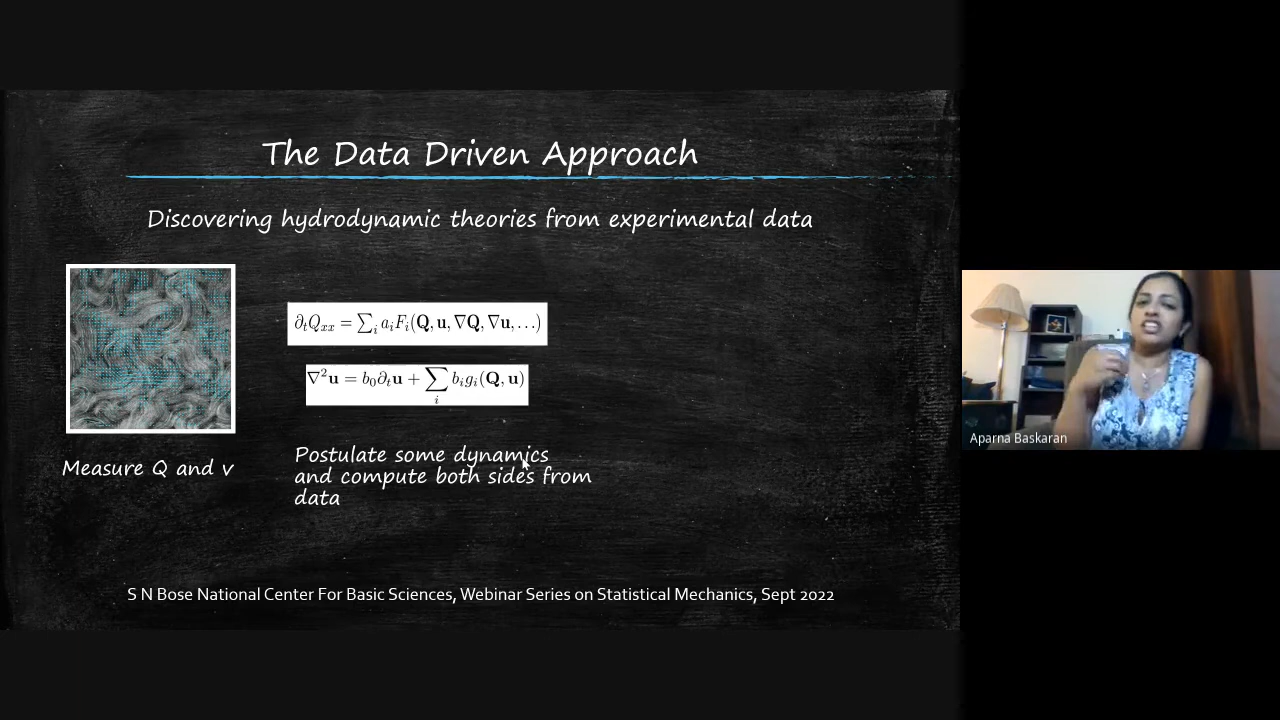 The Data Driven Approach
Discovering hydrodynamic theories from experimental data
∂ₜQₓₓ = ∑ᵢ aᵢFᵢ(Q, u, ∇Q, ∇u, …)
∇²u = b₀∂ₜu + ∑ᵢ bᵢgᵢ(Q, u)
Measure Q and v
Postulate some dynamics
and compute both sides from
data
S N Bose National Center For Basic Sciences, Webinar Series on Statistical Mechanics, Sept 2022
Aparna Baskaran